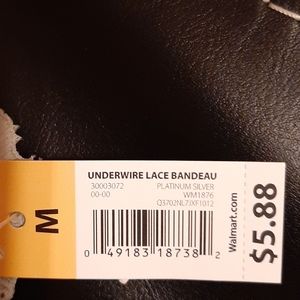 UNDERWIRE LACE BANDEAU
30003072 PLATINUM SILVER
00-00 WM1876
Q3702NL7JXF1012
M
0 49183 18738 2
Walmart.com
$5.88